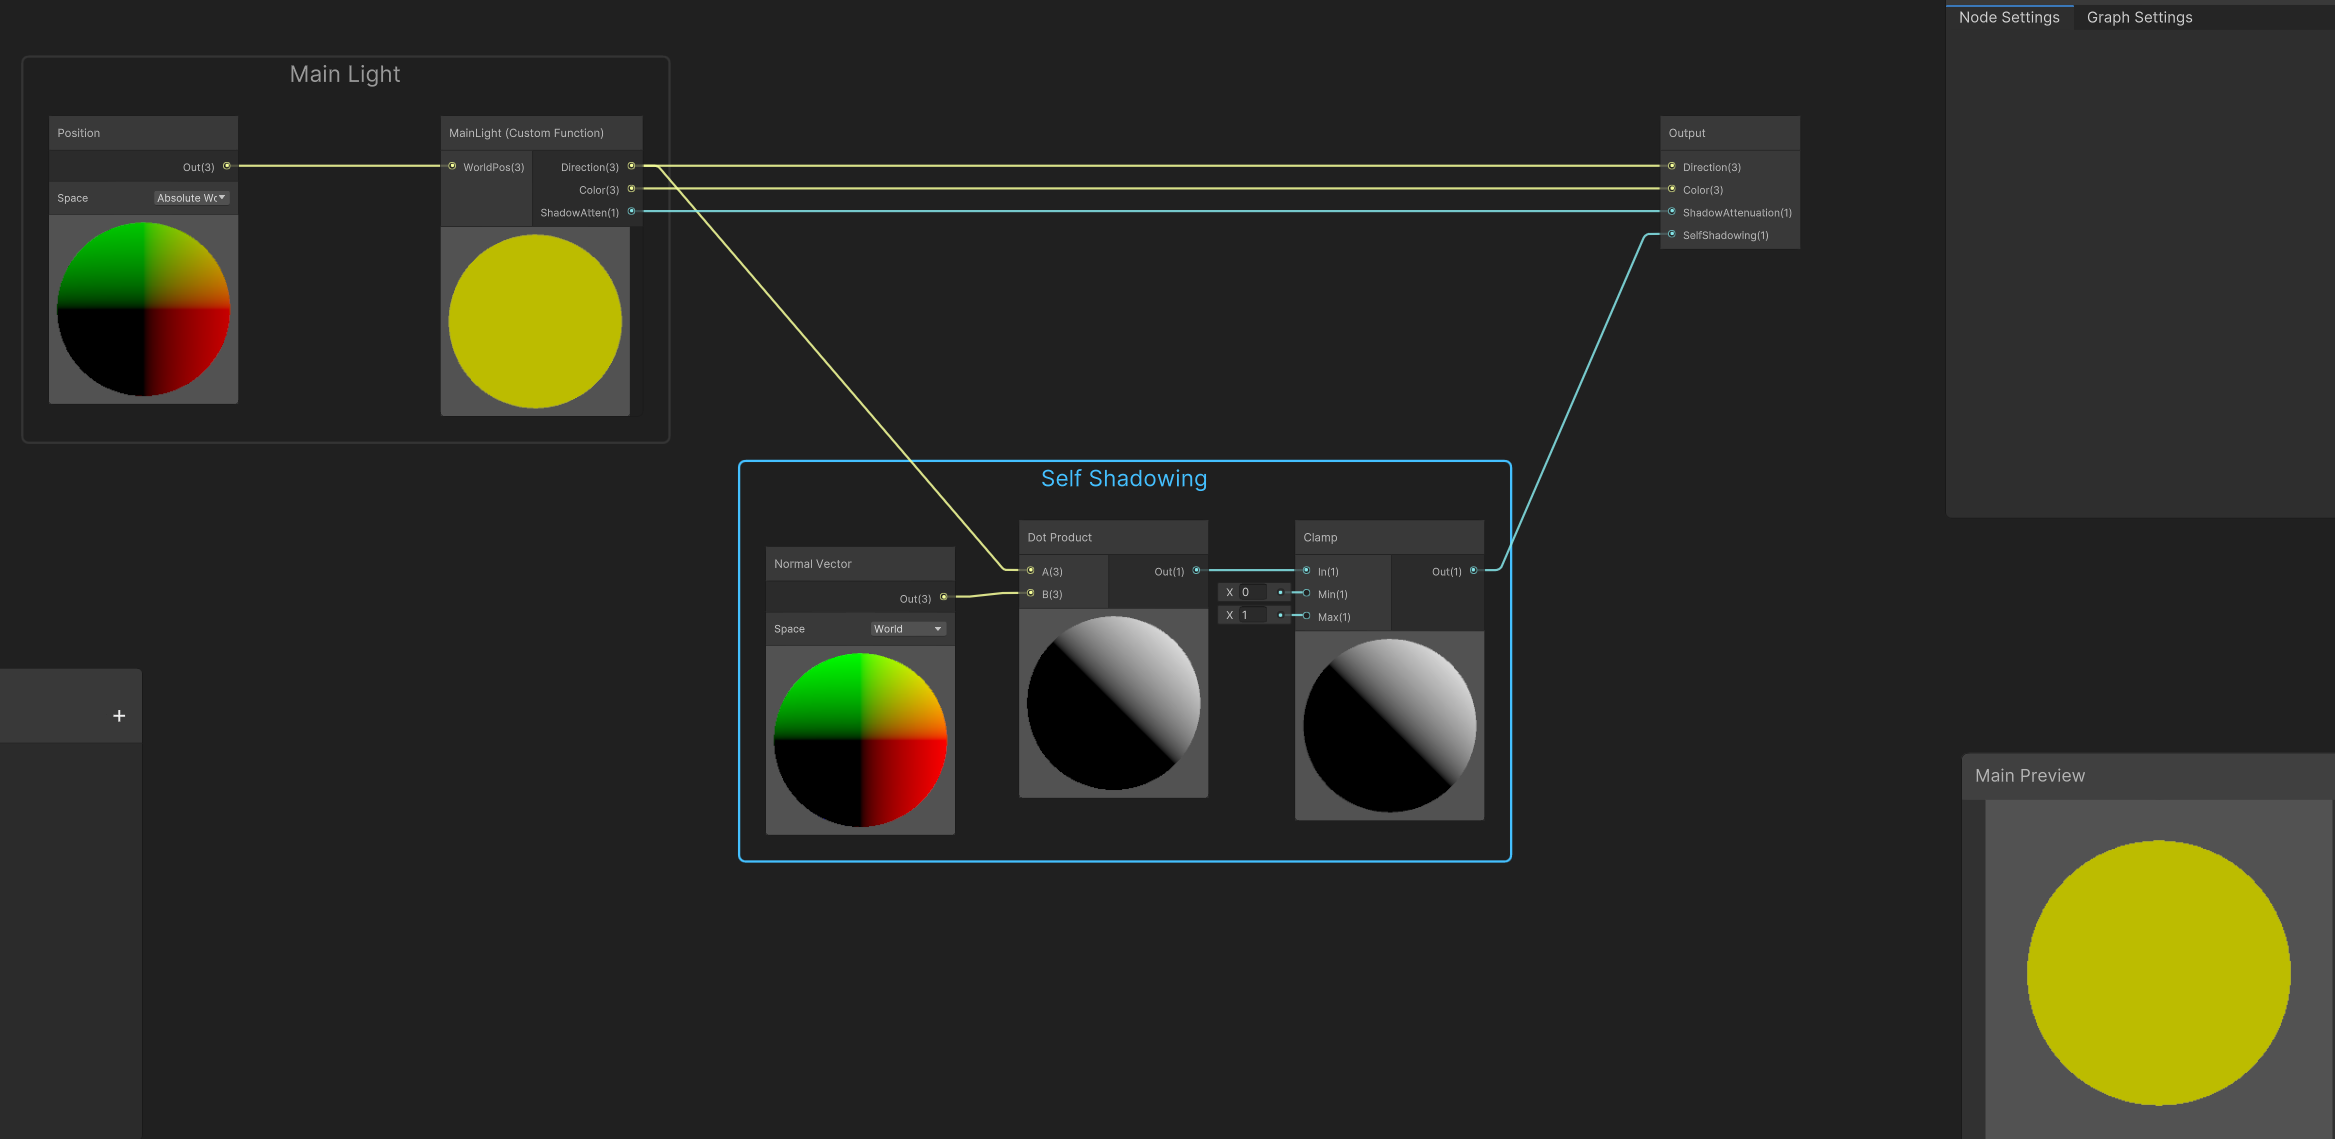 Node Settings
Graph Settings
Main Light
Position
Out(3)
Space
Absolute Wc
MainLight (Custom Function)
WorldPos(3)
Direction(3)
Color(3)
ShadowAtten(1)
Output
Direction(3)
Color(3)
ShadowAttenuation(1)
SelfShadowing(1)
Self Shadowing
Normal Vector
Out(3)
Space
World
Dot Product
A(3)
B(3)
Out(1)
Clamp
In(1)
Min(1)
Max(1)
Out(1)
X 0
X 1
+
Main Preview